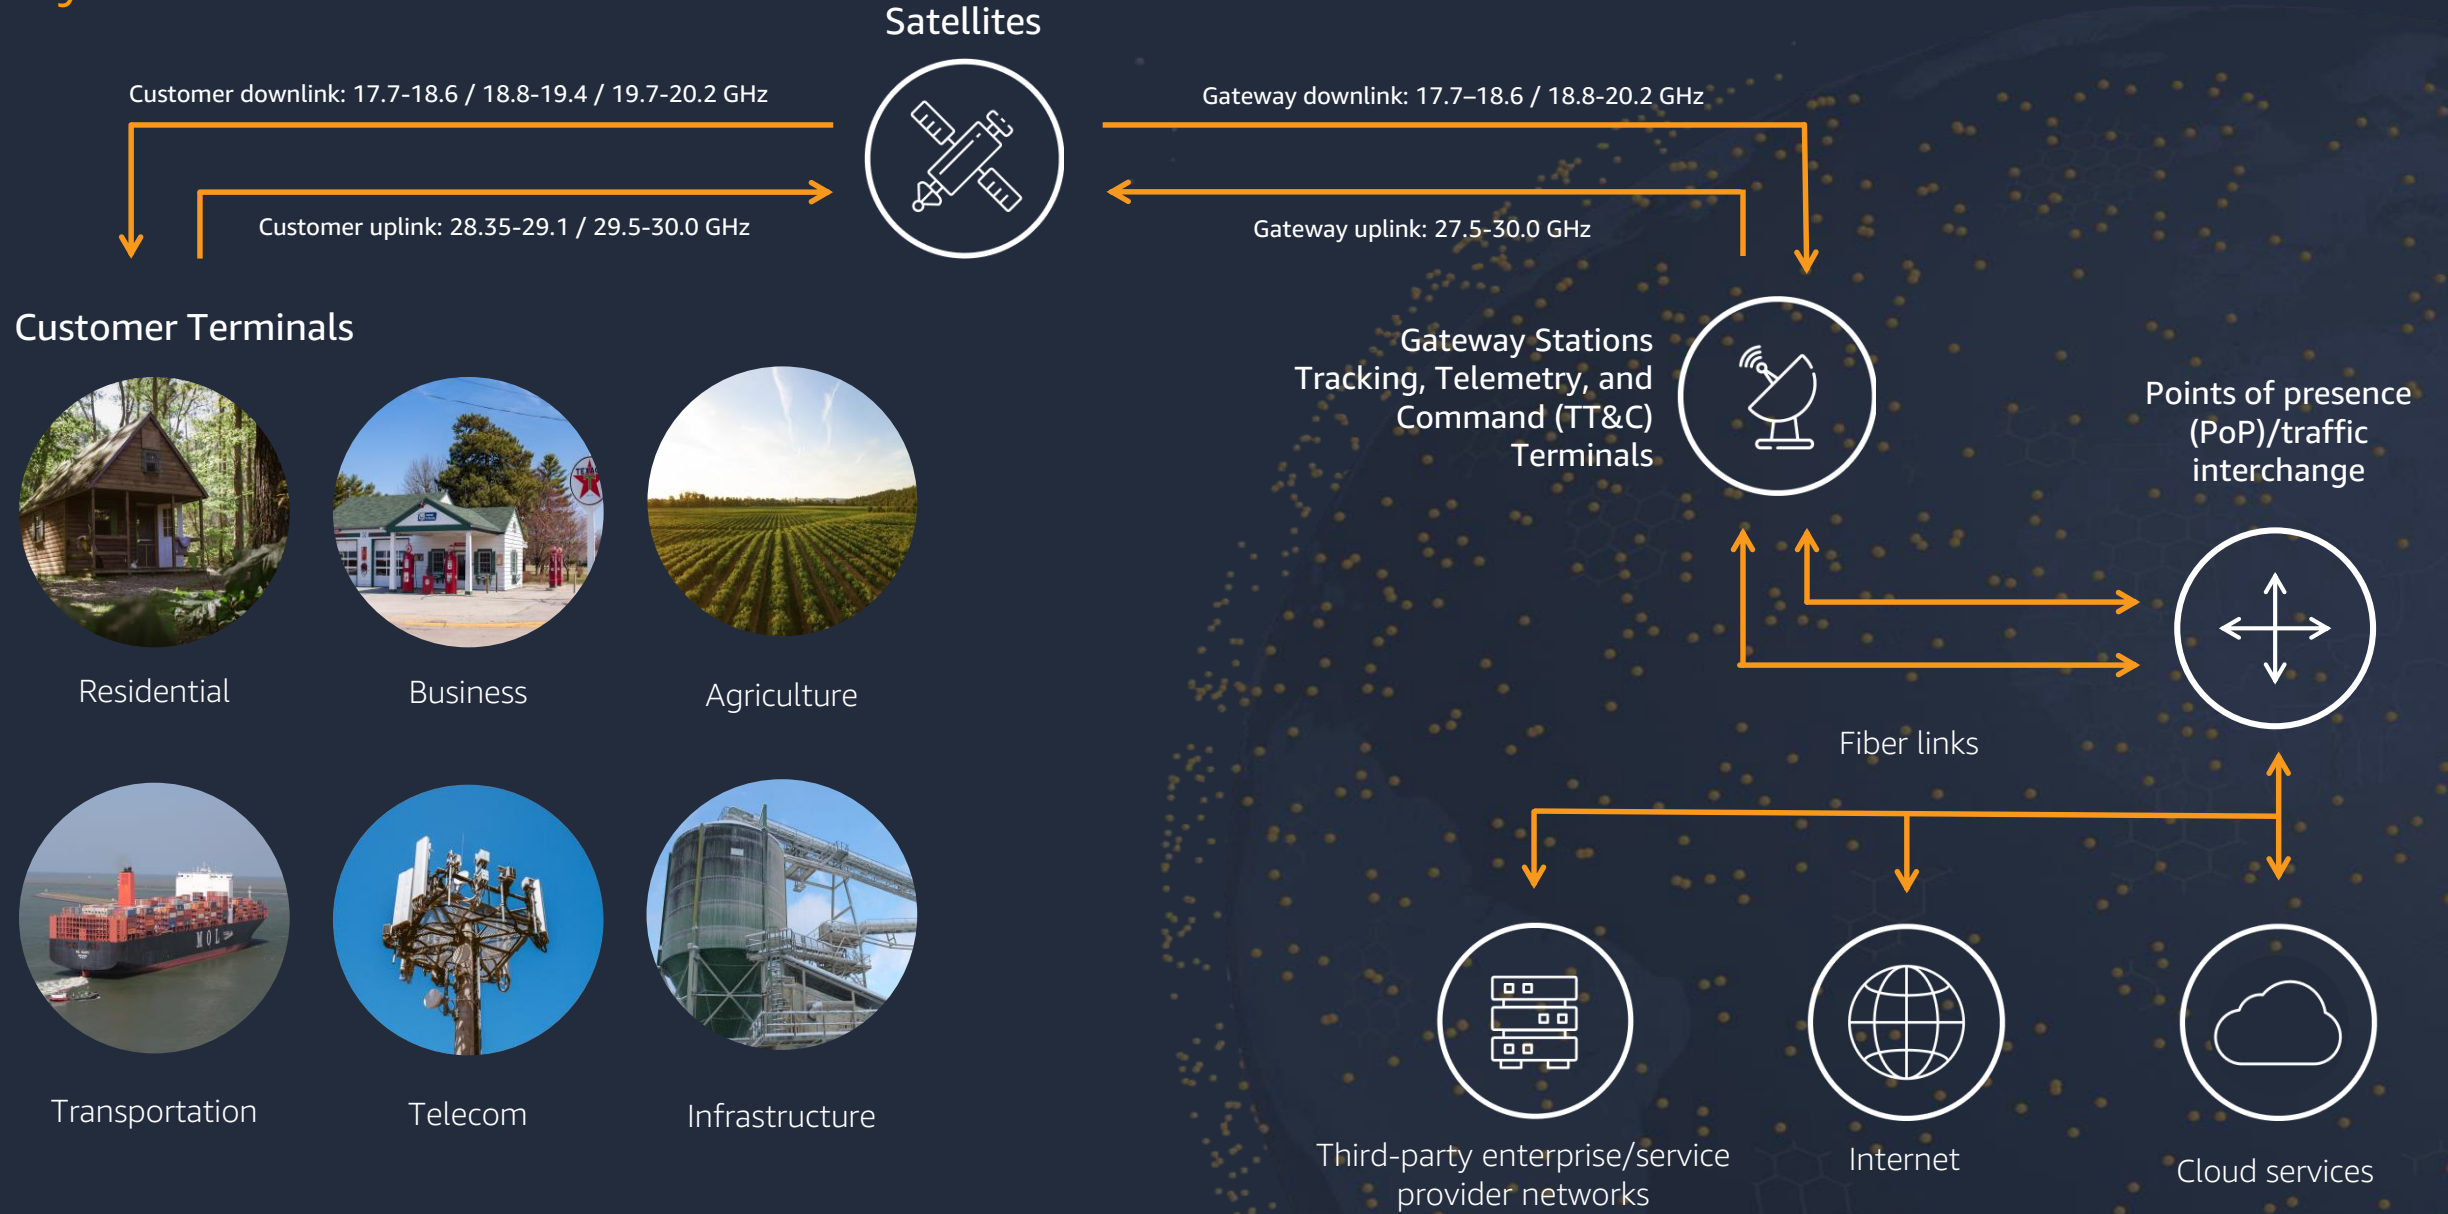 Satellites
Customer downlink: 17.7-18.6 / 18.8-19.4 / 19.7-20.2 GHz
Gateway downlink: 17.7–18.6 / 18.8-20.2 GHz
Customer uplink: 28.35-29.1 / 29.5-30.0 GHz
Gateway uplink: 27.5-30.0 GHz
Customer Terminals
Gateway Stations
Tracking, Telemetry, and
Command (TT&C)
Terminals
Points of presence
(PoP)/traffic
interchange
Residential
Business
Agriculture
Fiber links
MOL
Transportation
Telecom
Infrastructure
Third-party enterprise/service
provider networks
Internet
Cloud services